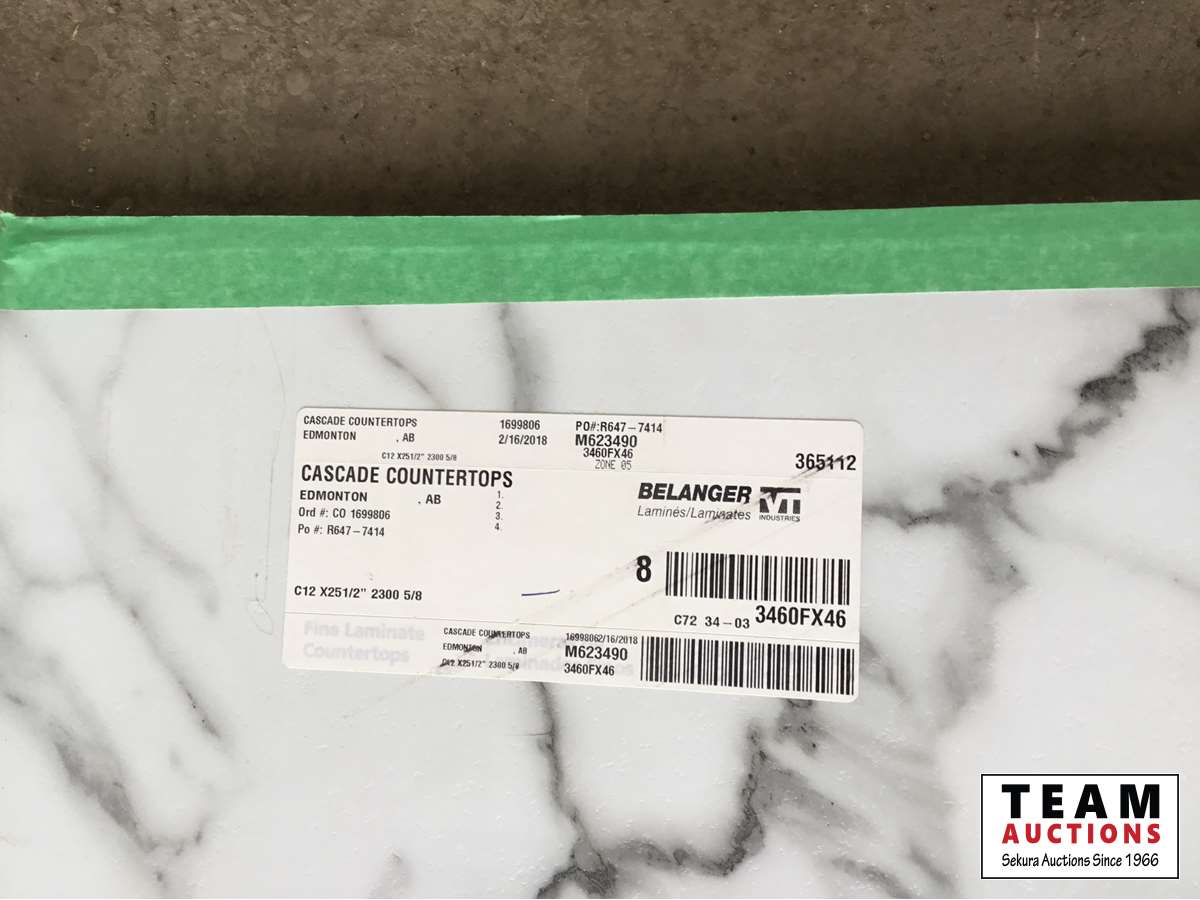 CASCADE COUNTERTOPS 1699806 PO#:R647-7414
EDMONTON , AB 2/16/2018 M623490
3460FX46
C12 X251/2" 2300 5/8 ZONE 05 365112
CASCADE COUNTERTOPS
EDMONTON , AB
Ord #: CO 1699806
Po #: R647-7414
1.
2.
3.
4.
BELANGER VTI
Laminés/Laminates INDUSTRIES
8
C12 X251/2" 2300 5/8
C72 34-03 3460FX46
Fine Laminate
Countertops
CASCADE COUNTERTOPS 16998062/16/2018
EDMONTON , AB M623490
C12 X251/2" 2300 5/8 3460FX46
TEAM
AUCTIONS
Sekura Auctions Since 1966